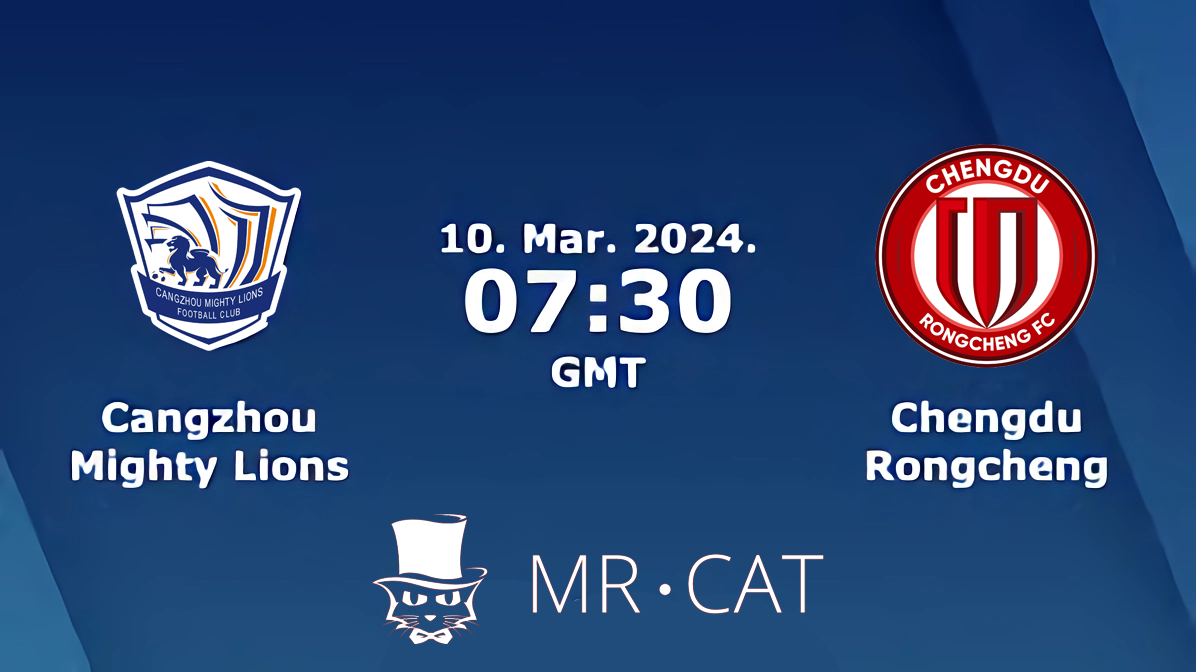 CANGZHOU MIGHTY LIONS
FOOTBALL CLUB
Cangzhou
Mighty Lions
10. Mar. 2024.
07:30
GMT
CHENGDU
RONGCHENG FC
Chengdu
Rongcheng
MR·CAT